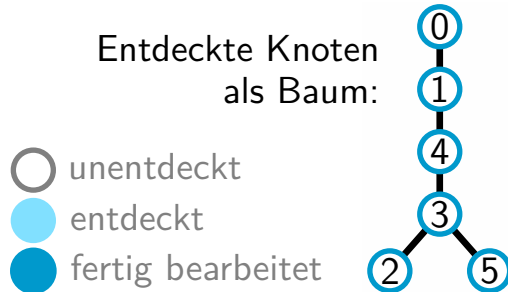 Entdeckte Knoten
als Baum:
0
1
4
3
2 5
unentdeckt
entdeckt
fertig bearbeitet